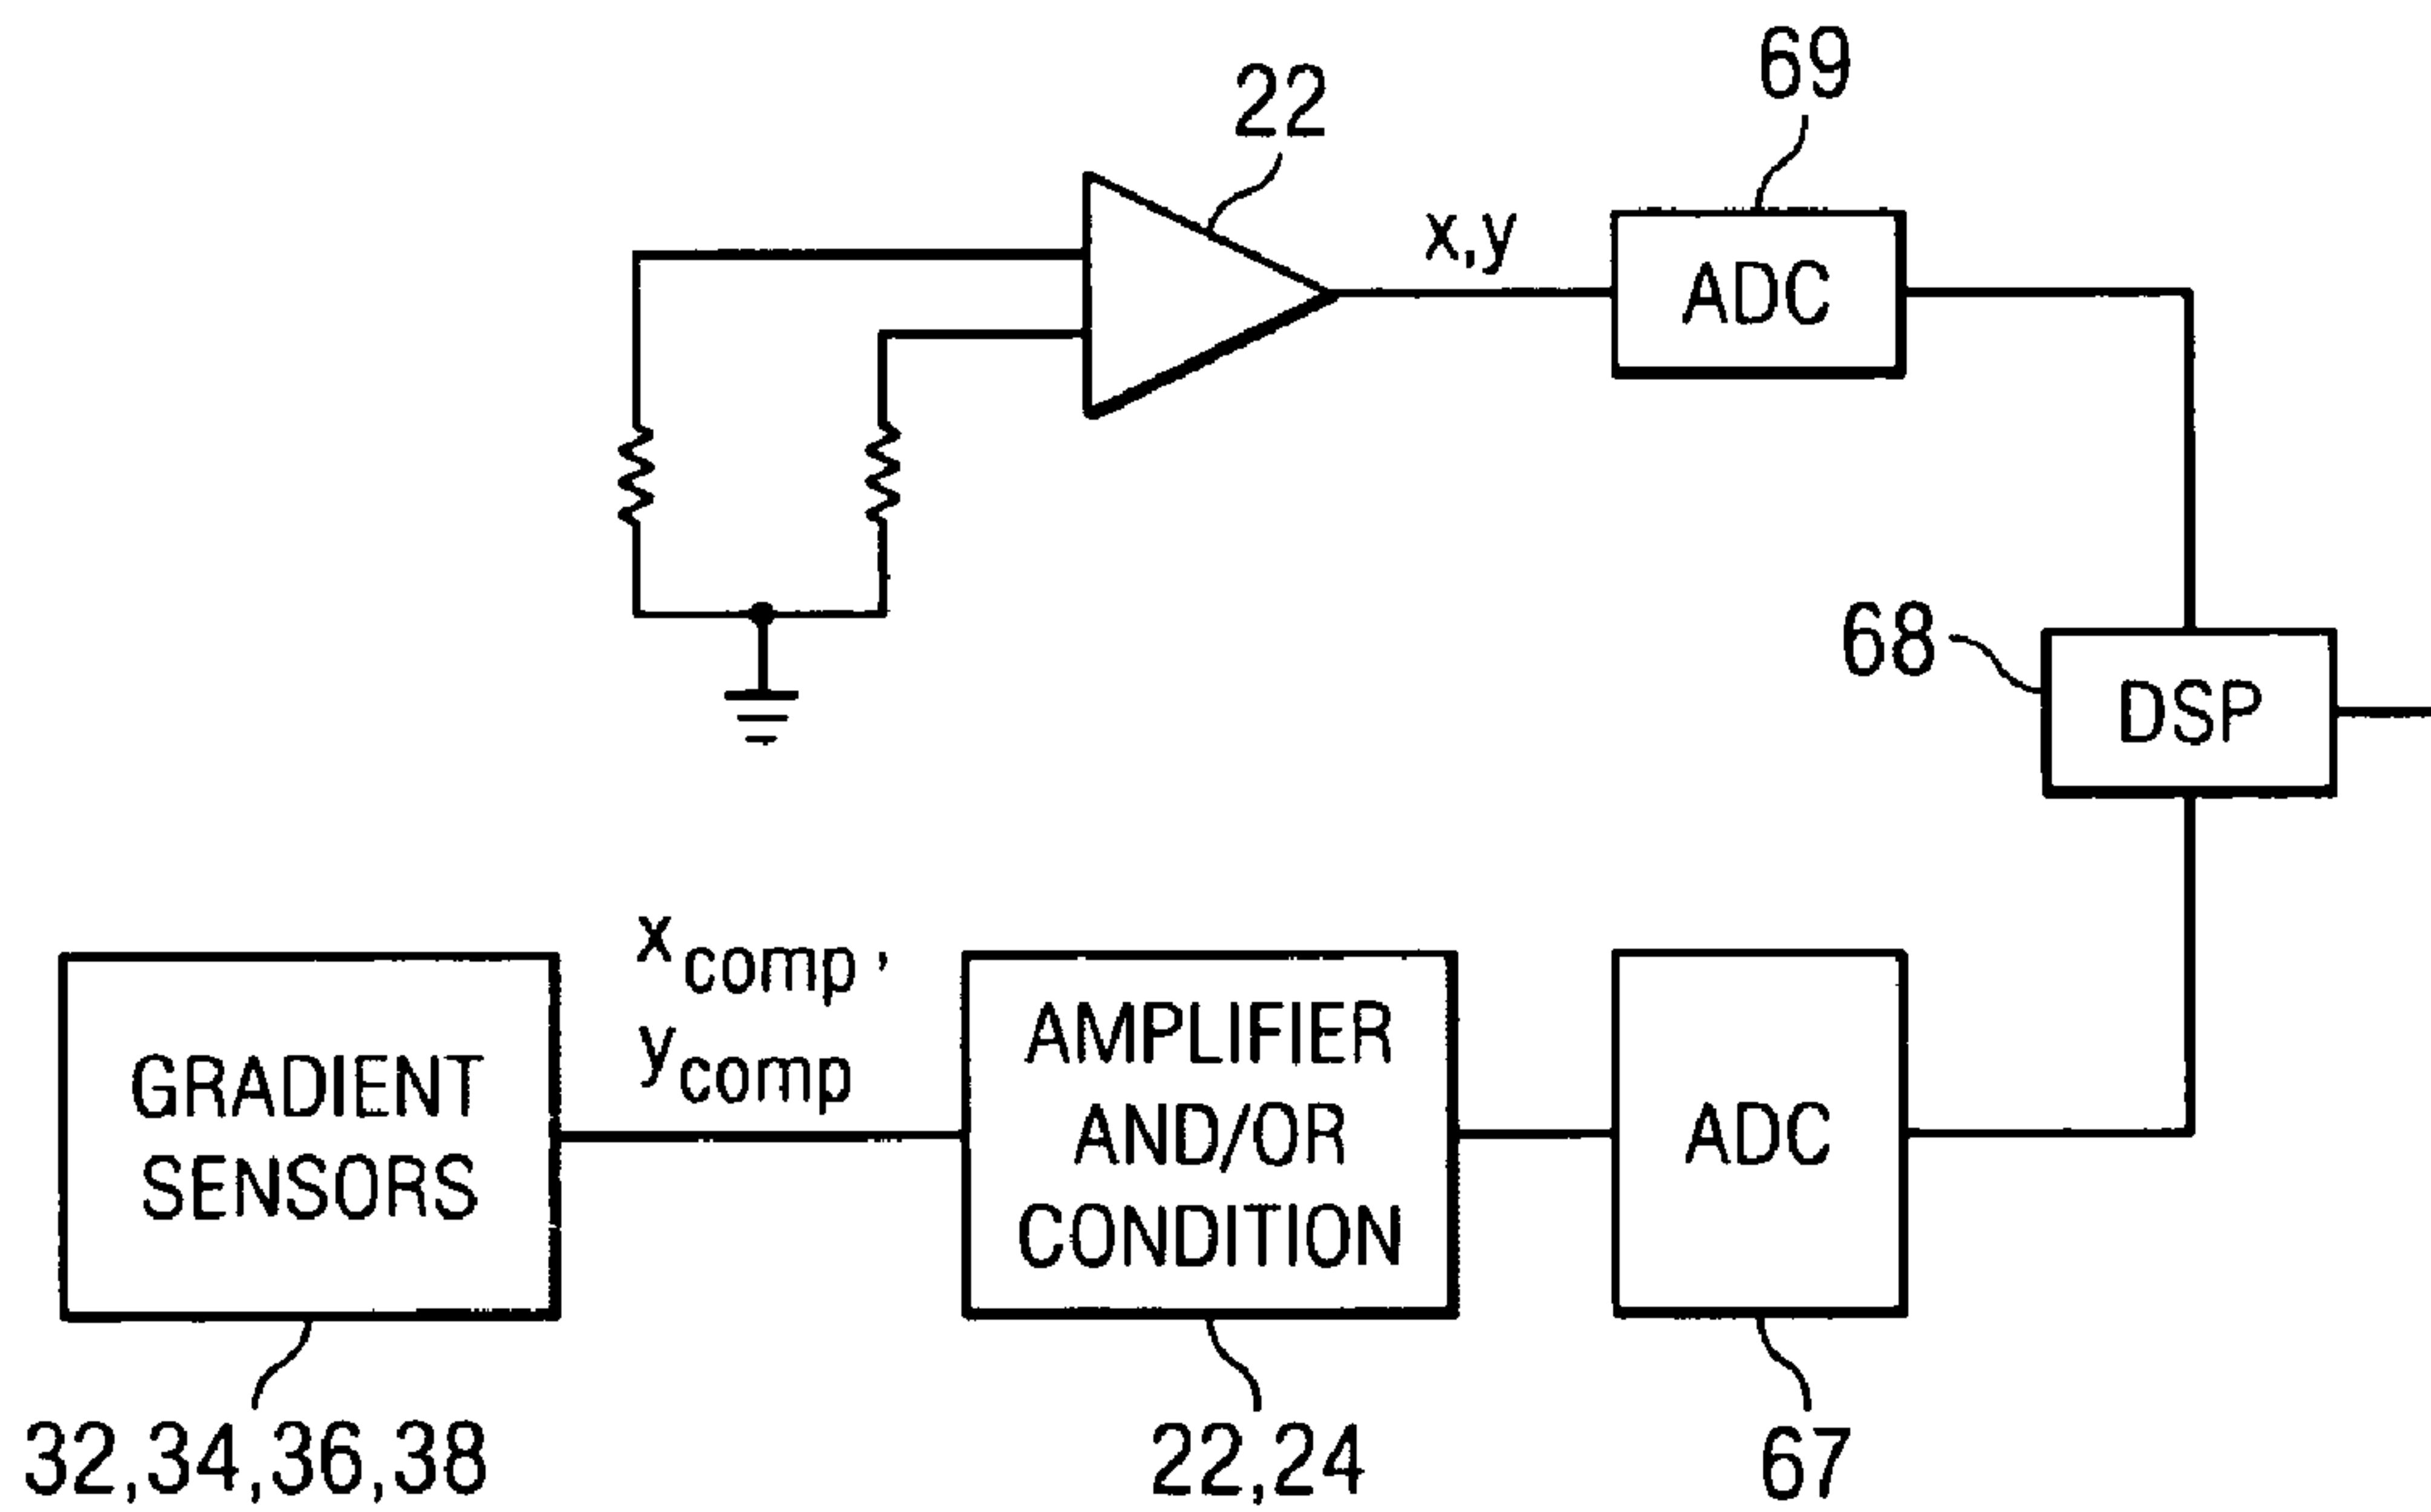 69
22
x,y
ADC
68
DSP
xcomp,
ycomp
GRADIENT
SENSORS
AMPLIFIER
AND/OR
CONDITION
ADC
32,34,36,38
22,24
67